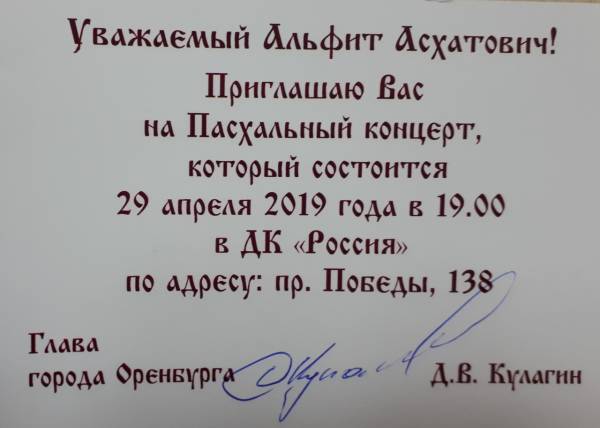 Уважаемый Альфит Асхатович!
Приглашаю Вас
на Пасхальный концерт,
который состоится
29 апреля 2019 года в 19.00
в ДК «Россия»
по адресу: пр. Победы, 138
Глава
города Оренбурга Д.В. Кулагин